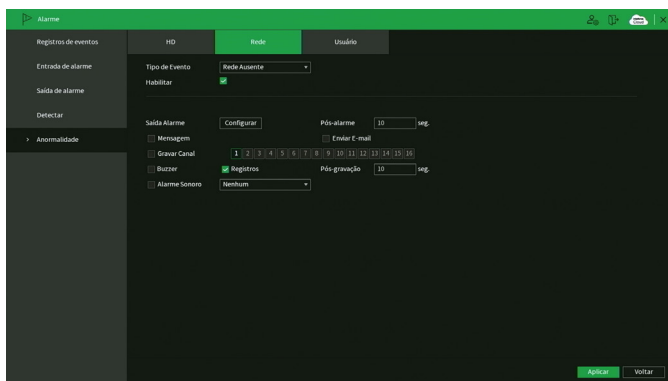 Alarme
Registros de eventos
Entrada de alarme
Saída de alarme
Detectar
> Anormalidade
HD Rede Usuário
Tipo de Evento Rede Ausente
Habilitar
Saída Alarme Configurar Pós-alarme 10 seg.
Mensagem Enviar E-mail
Gravar Canal 1 2 3 4 5 6 7 8 9 10 11 12 13 14 15 16
Buzzer Registros Pós-gravação 10 seg.
Alarme Sonoro Nenhum
Aplicar Voltar